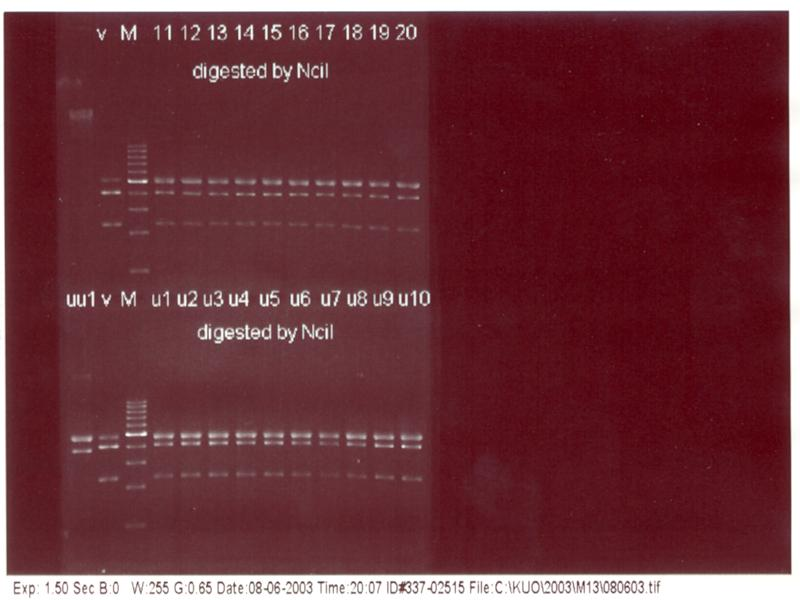 v M 11 12 13 14 15 16 17 18 19 20
digested by NciI
uu1 v M u1 u2 u3 u4 u5 u6 u7 u8 u9 u10
digested by NciI
Exp: 1.50 Sec B:0 W:255 G:0.65 Date:08-06-2003 Time:20:07 ID#337-02515 File:C:\KUO\2003\M13\080603.tif